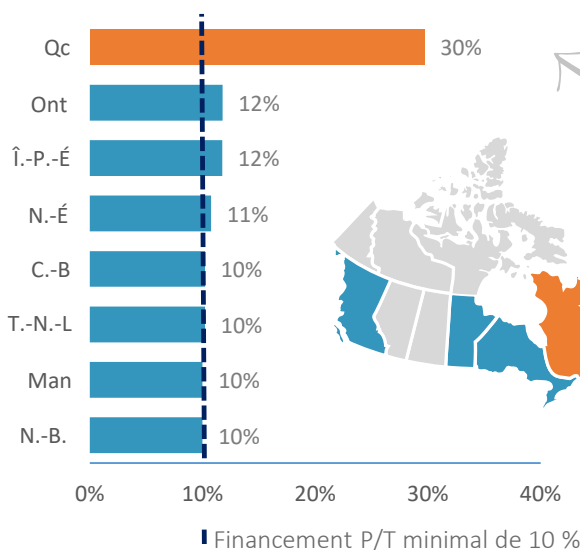 Qc 30%
Ont 12%
Î.-P.-É 12%
N.-É 11%
C.-B 10%
T.-N.-L 10%
Man 10%
N.-B. 10%
0% 10% 20% 30% 40%
Financement P/T minimal de 10 %